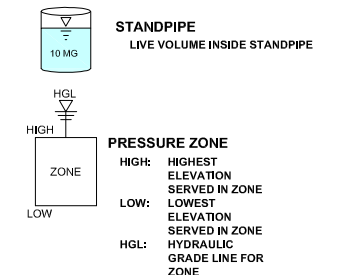 STANDPIPE
LIVE VOLUME INSIDE STANDPIPE
10 MG
HGL
HIGH
ZONE
LOW
PRESSURE ZONE
HIGH: HIGHEST
ELEVATION
SERVED IN ZONE
LOW: LOWEST
ELEVATION
SERVED IN ZONE
HGL: HYDRAULIC
GRADE LINE FOR
ZONE